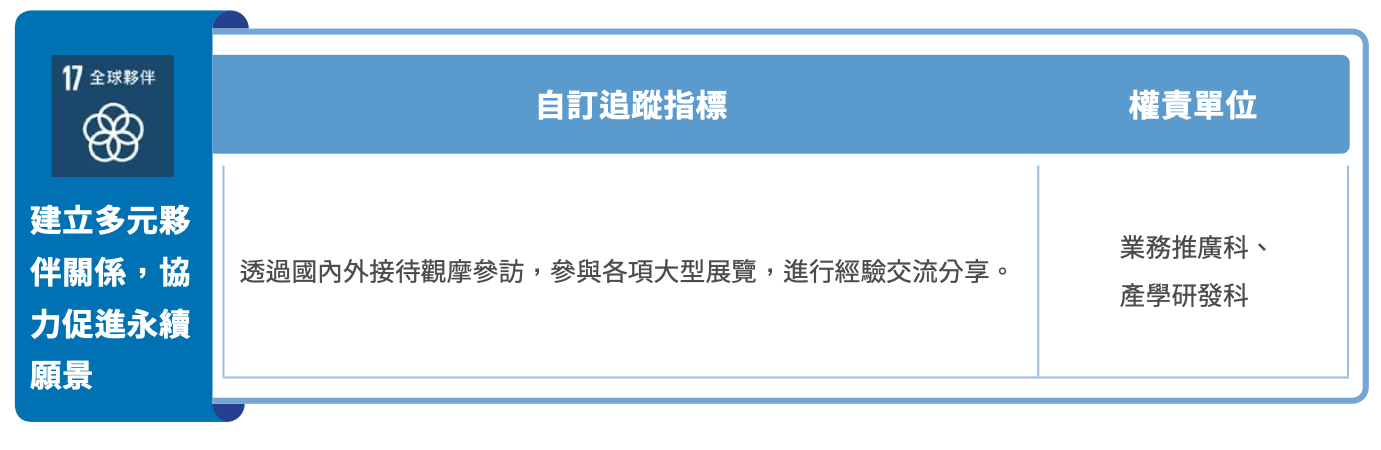 17 全球夥伴
建立多元夥
伴關係，協
力促進永續
願景
自訂追蹤指標
權責單位
透過國內外接待觀摩參訪，參與各項大型展覽，進行經驗交流分享。
業務推廣科、
產學研發科